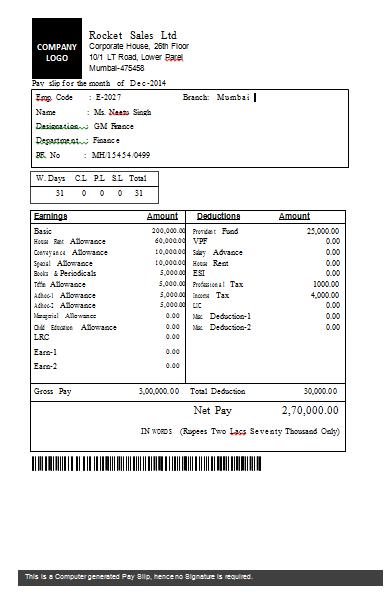 COMPANY
LOGO
Rocket Sales Ltd
Corporate House, 26th Floor
10/1 LT Road, Lower Parel
Mumbai-475458
Pay slip for the month of Dec-2014
Emp. Code : E-2027 Branch: Mumbai
Name : Ms. Neeta Singh
Designation : GM Finance
Department : Finance
PF. No : MH/15454/0499
W. Days C.L P.L S.L Total
31 0 0 0 31
Earnings Amount Deductions Amount
Basic 200,000.00 Provident Fund 25,000.00
House Rent Allowance 60,000.00 VPF 0.00
Conveyance Allowance 10,000.00 Salary Advance 0.00
Special Allowance 10,000.00 House Rent 0.00
Books & Periodicals 5,000.00 ESI 0.00
Tiffin Allowance 5,000.00 Professional Tax 1000.00
Adhoc-1 Allowance 5,000.00 Income Tax 4,000.00
Adhoc-2 Allowance 5,000.00 LIC 0.00
Managerial Allowance 0.00 Misc. Deduction-1 0.00
Child Education Allowance 0.00 Misc. Deduction-2 0.00
LRC 0.00
Earn-1 0.00
Earn-2 0.00
Gross Pay 3,00,000.00 Total Deduction 30,000.00
Net Pay 2,70,000.00
IN WORDS (Rupees Two Lacs Seventy Thousand Only)
This is a Computer generated Pay Slip, hence no Signature is required.